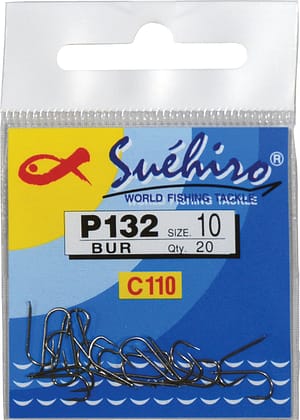 Suéhiro®
WORLD FISHING TACKLE
P132 SIZE. 10
BUR Qty. 20
C110